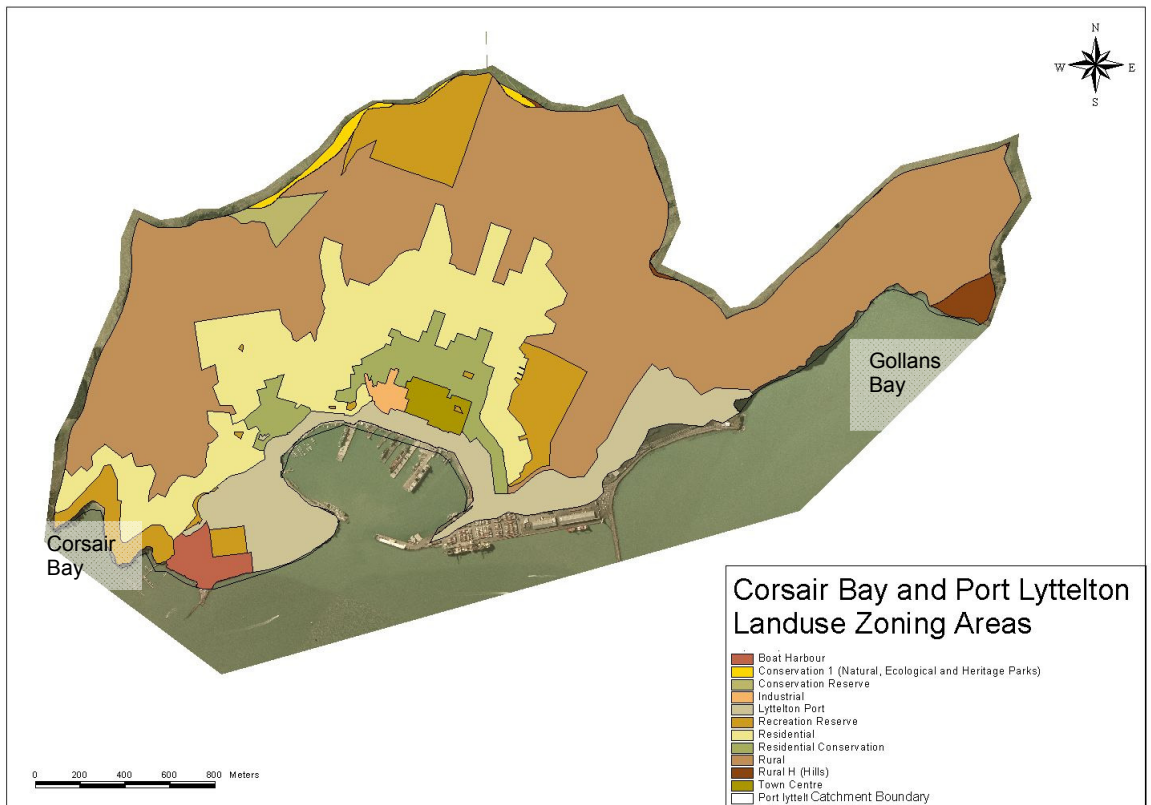 N
W E
S
Gollans
Bay
Corsair
Bay
Corsair Bay and Port Lyttelton
Landuse Zoning Areas
Boat Harbour
Conservation 1 (Natural, Ecological and Heritage Parks)
Conservation Reserve
Industrial
Lyttelton Port
Recreation Reserve
Residential
Residential Conservation
Rural
Rural H (Hills)
Town Centre
Port lyttelt Catchment Boundary
0 200 400 600 800 Meters